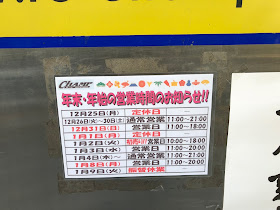 Champ
年末・年始の営業時間のお知らせ!!
12月25日(月) 定休日 ー
12月26日(火)~30日(土) 通常営業 11:00~21:00
12月31日(日) 営業日 11:00~18:00
1月1日(月) 定休日 ー
1月2日(火) 初売り!! 営業日 10:00~18:00
1月3日(水) 営業日 11:00~20:00
1月4日(木)~ 通常営業 11:00~21:00
1月8日(月) 営業日 11:00~20:00
1月9日(火) 振替休業 ー